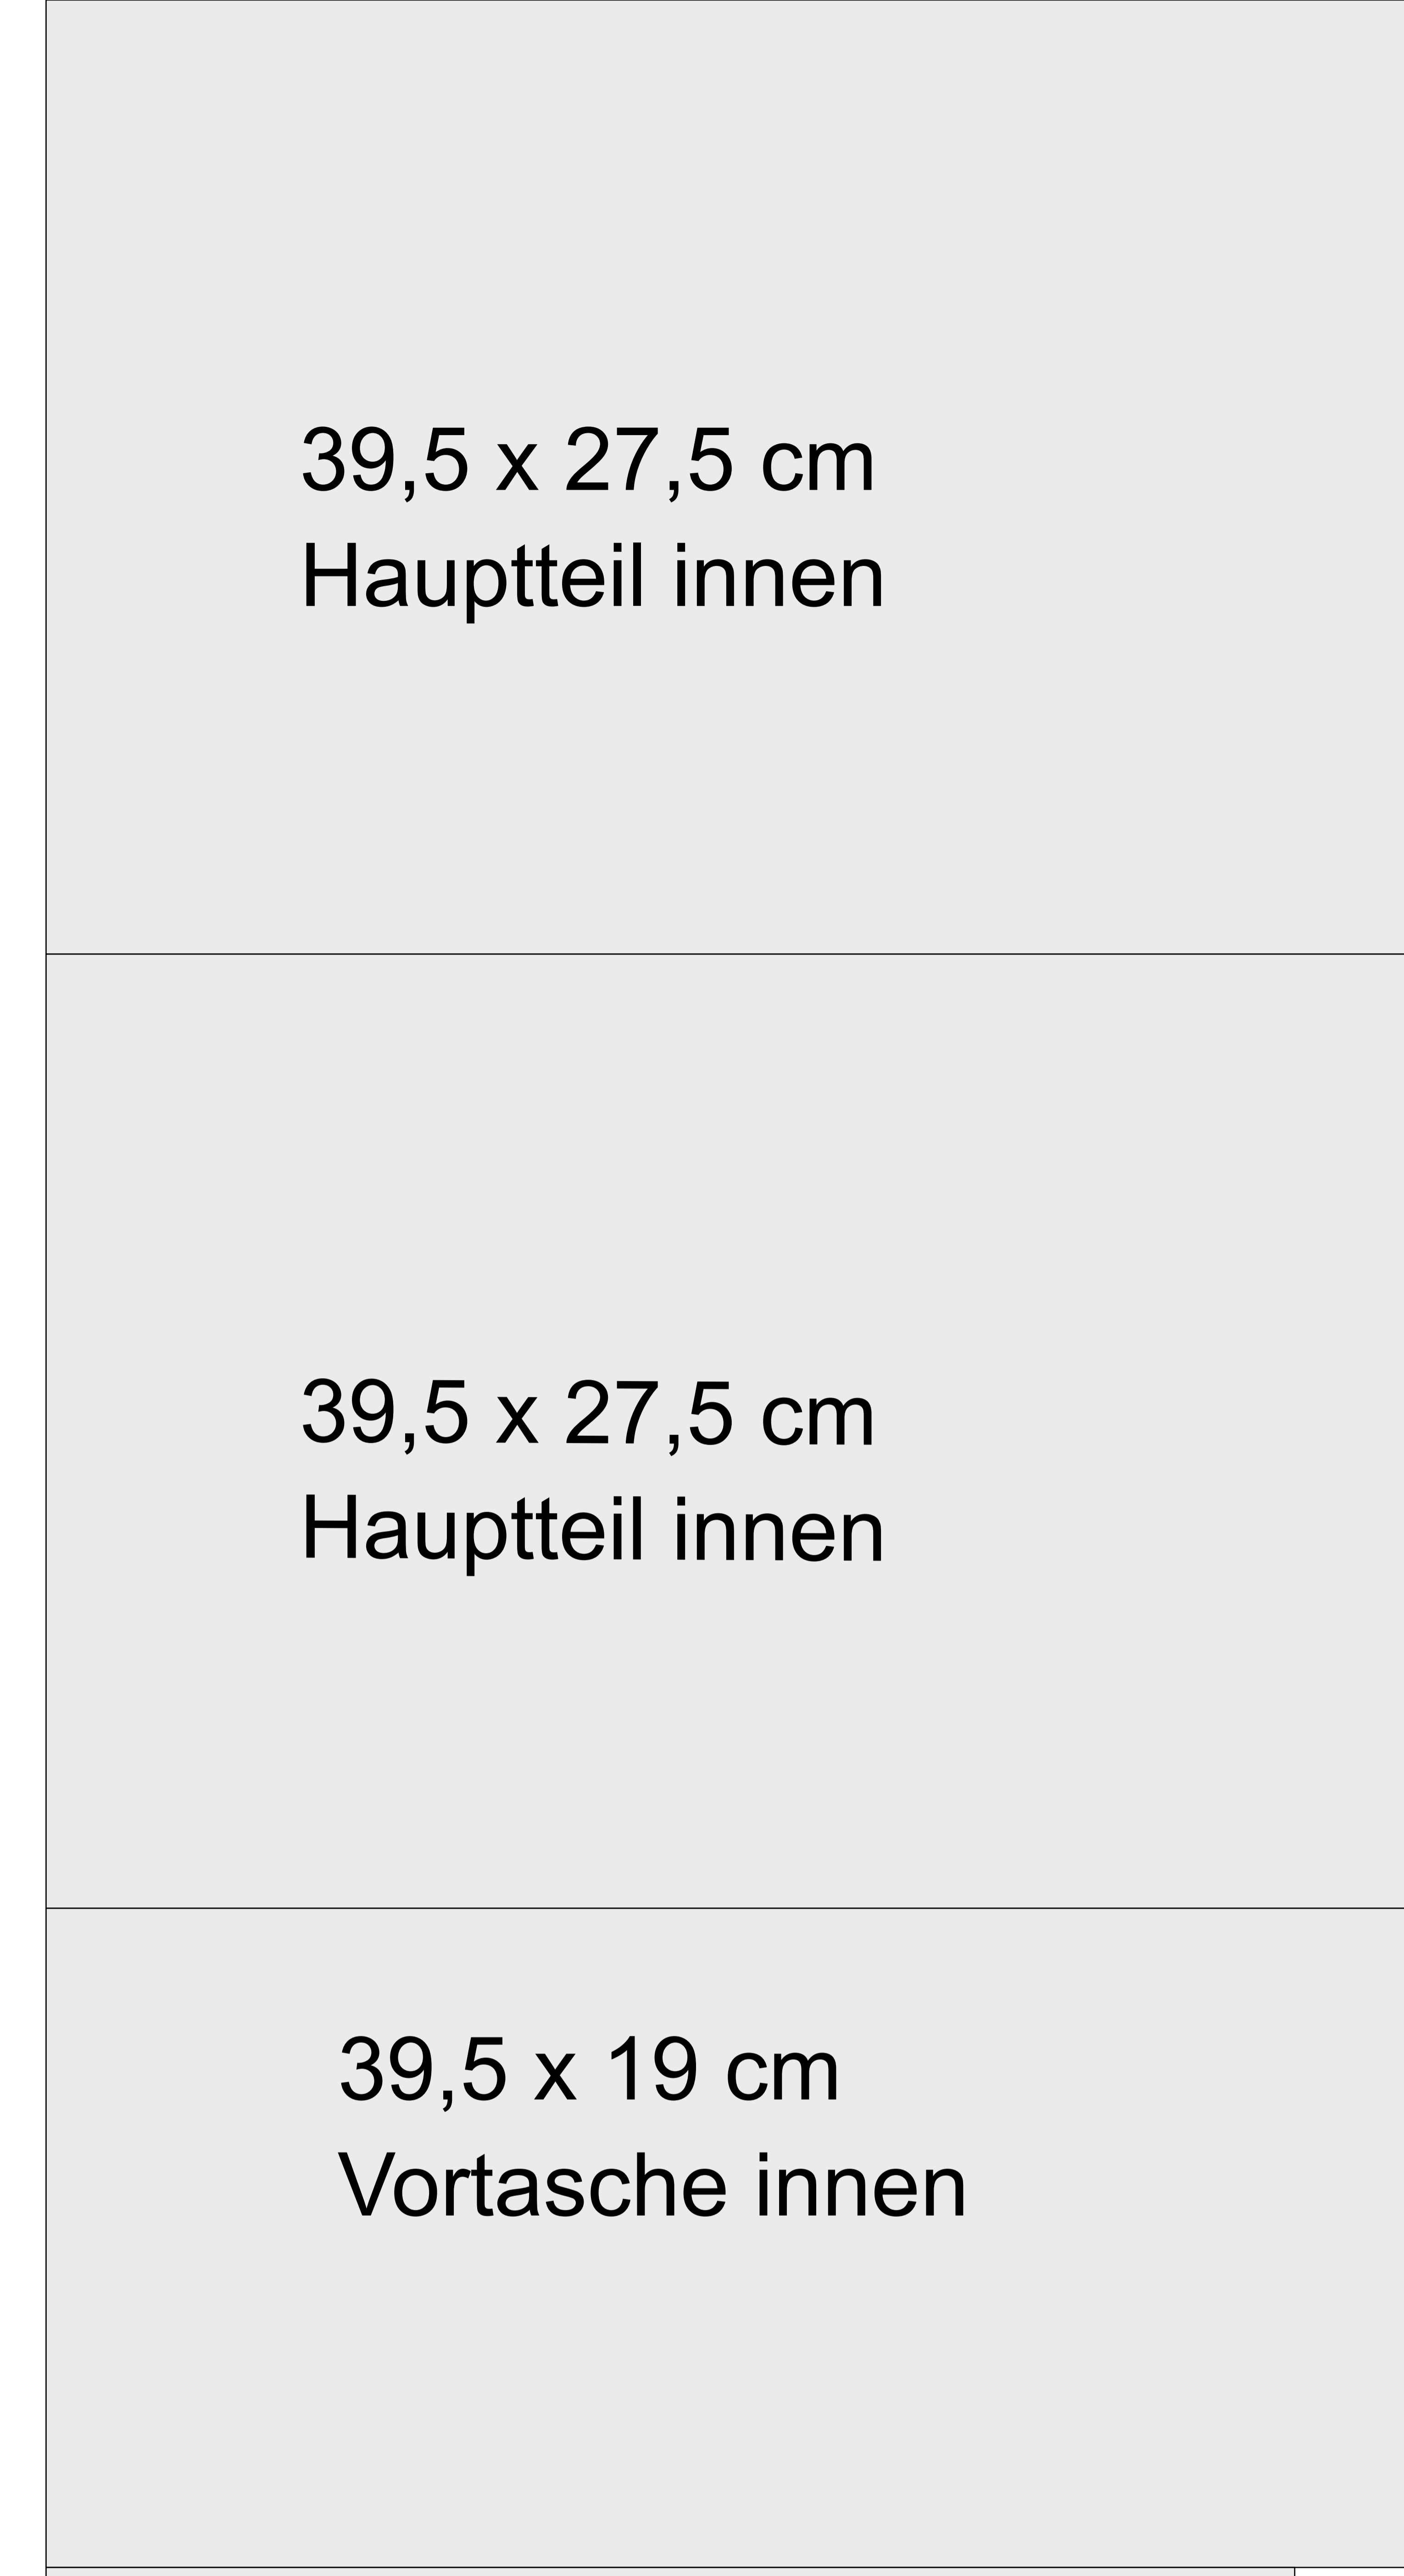 39,5 x 27,5 cm
Hauptteil innen
39,5 x 27,5 cm
Hauptteil innen
39,5 x 19 cm
Vortasche innen